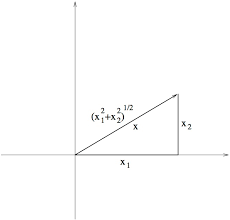 (x₁²+x₂²)^1/2
x
x₂
x₁